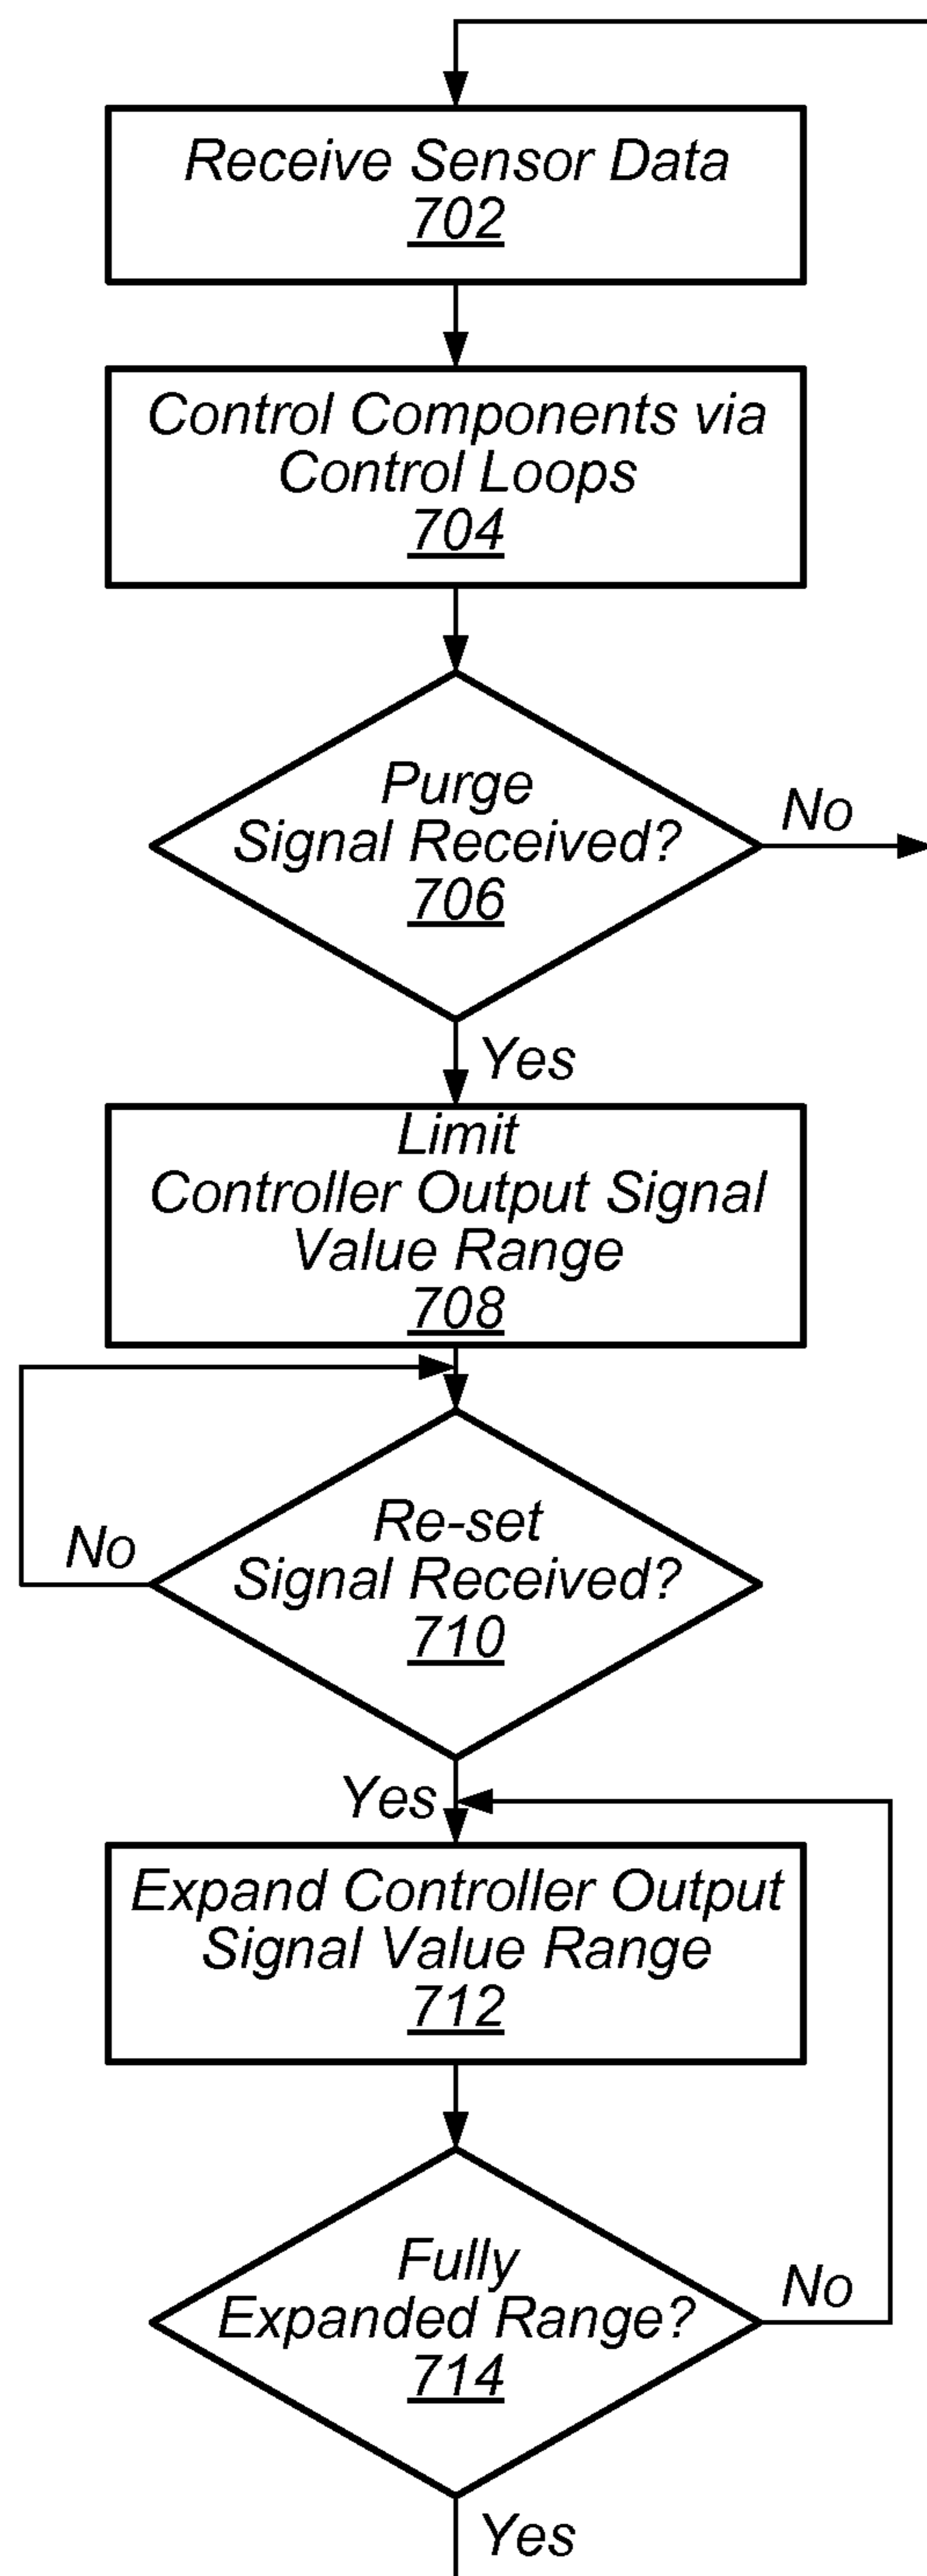 Receive Sensor Data
702
Control Components via
Control Loops
704
Purge
Signal Received?
706
No
Yes
Limit
Controller Output Signal
Value Range
708
Re-set
Signal Received?
710
No
Yes
Expand Controller Output
Signal Value Range
712
Fully
Expanded Range?
714
No
Yes